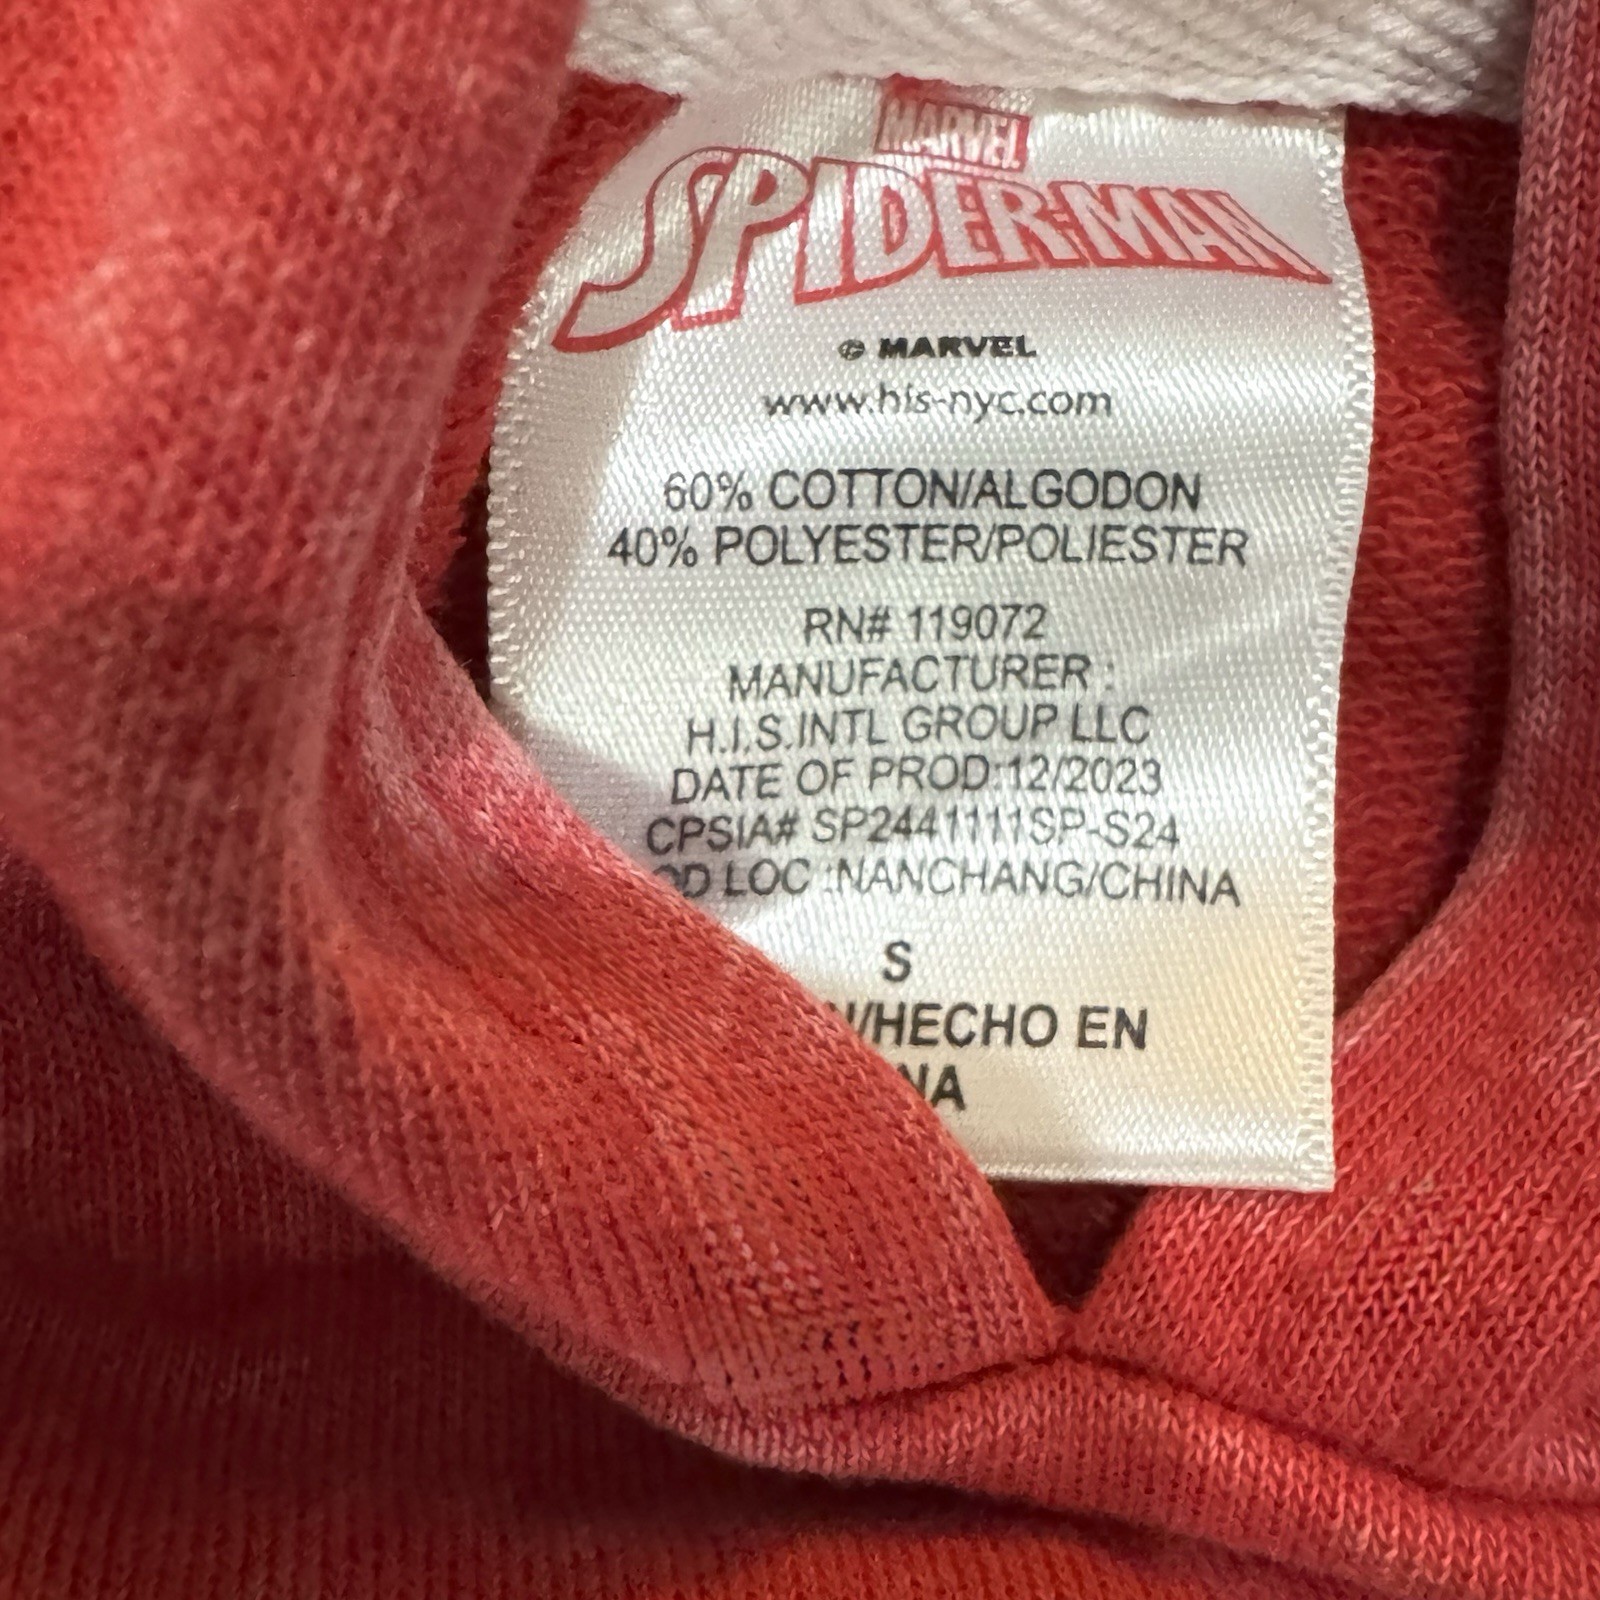 MARVEL
SPIDER-MAN
© MARVEL
www.his-nyc.com
60% COTTON/ALGODON
40% POLYESTER/POLIESTER
RN# 119072
MANUFACTURER :
H.I.S.INTL GROUP LLC
DATE OF PROD:12/2023
CPSIA# SP2441111SP-S24
LOC :NANCHANG/CHINA
S
/HECHO EN